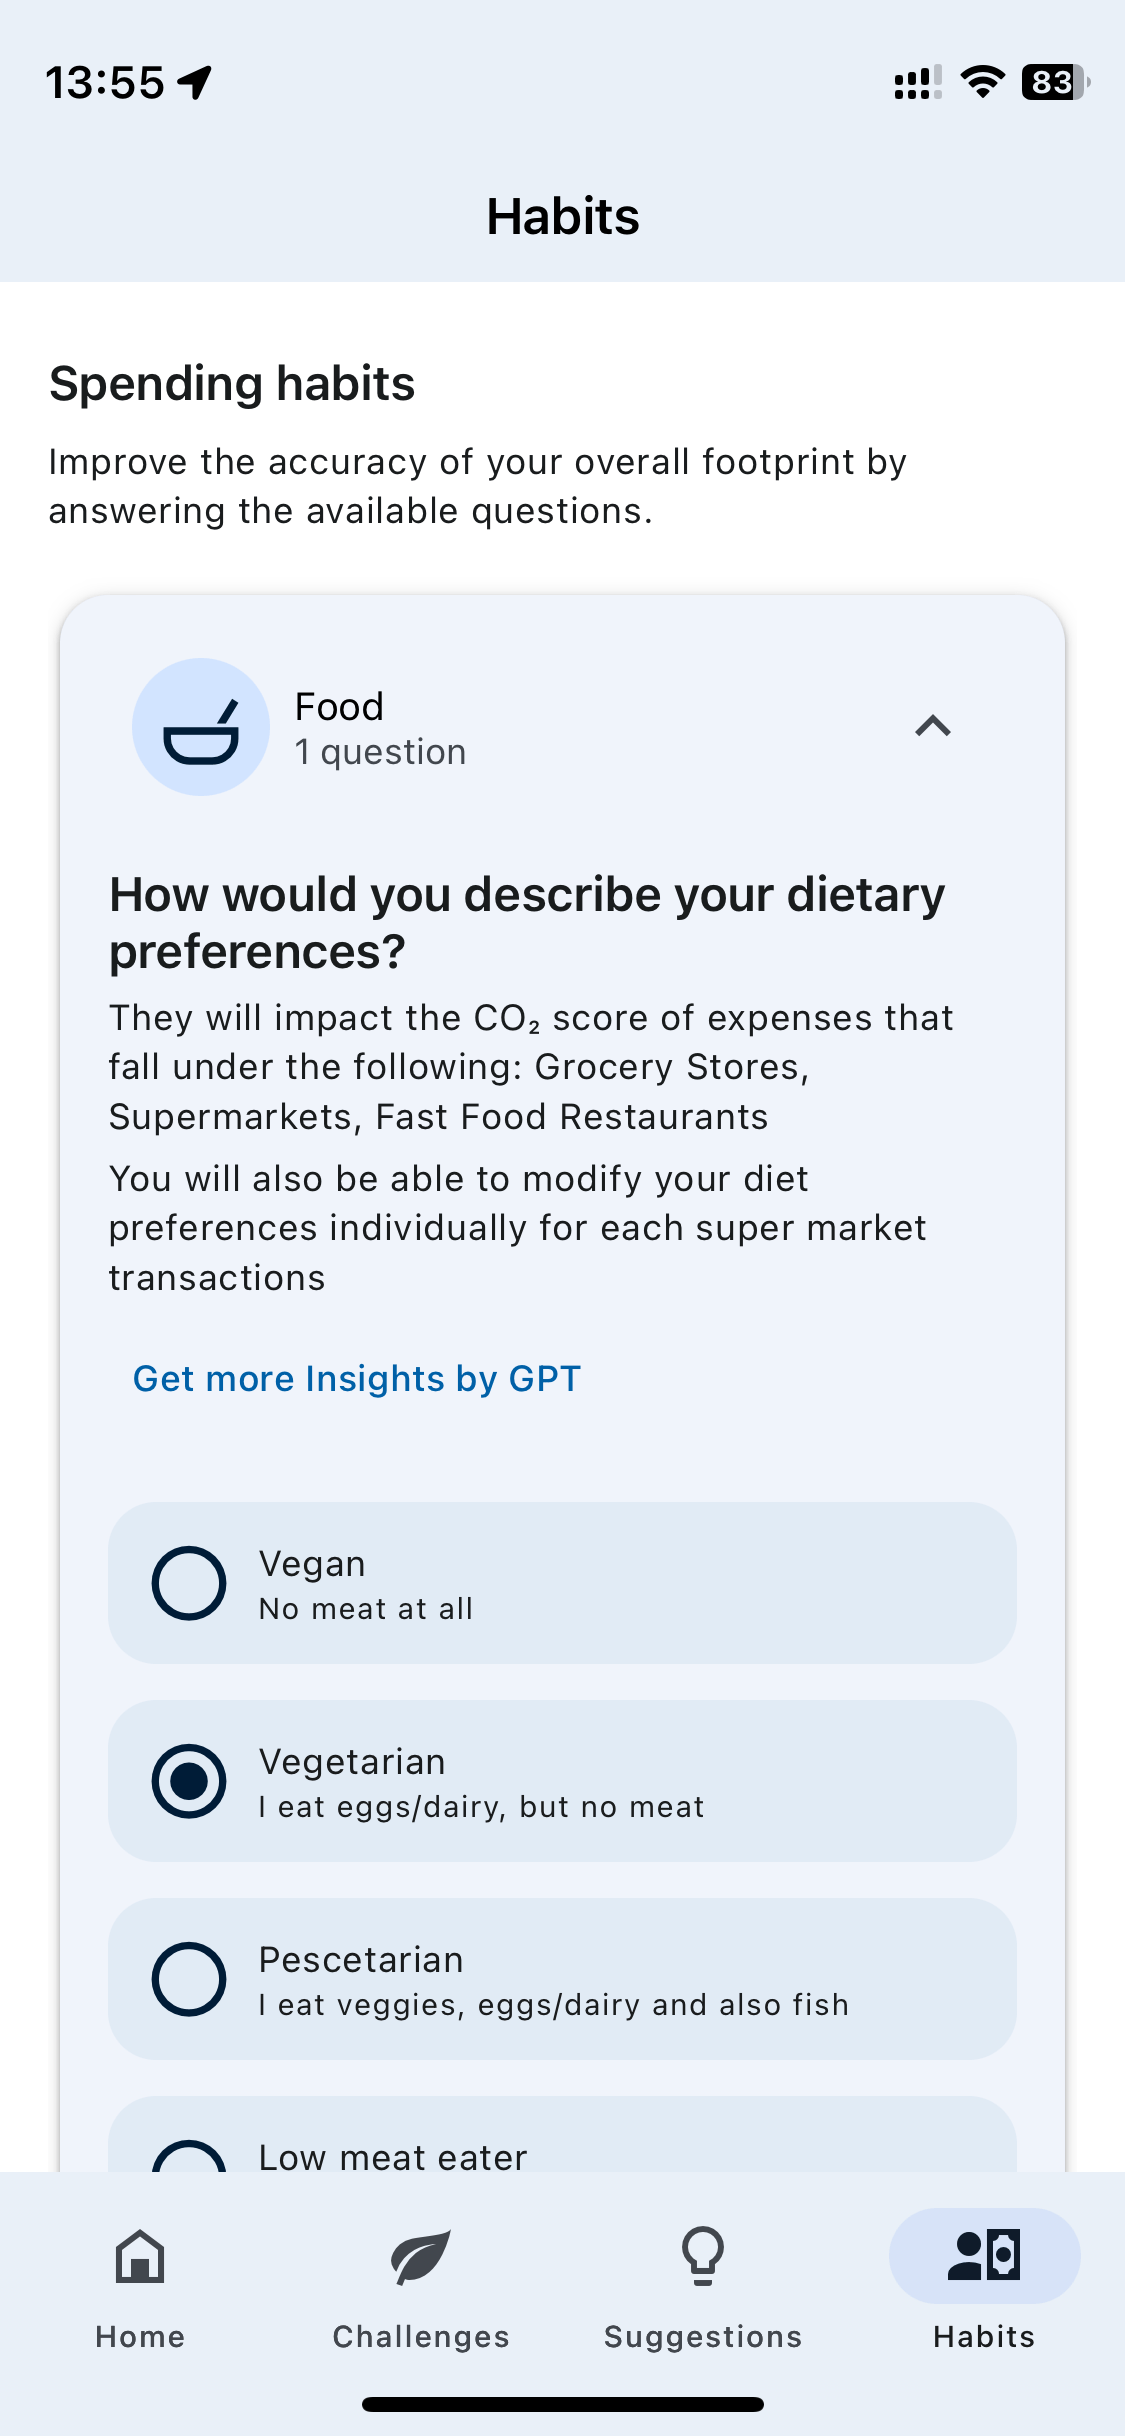 13:55
83
Habits
Spending habits
Improve the accuracy of your overall footprint by
answering the available questions.
Food
1 question
How would you describe your dietary
preferences?
They will impact the CO₂ score of expenses that
fall under the following: Grocery Stores,
Supermarkets, Fast Food Restaurants
You will also be able to modify your diet
preferences individually for each super market
transactions
Get more Insights by GPT
Vegan
No meat at all
Vegetarian
I eat eggs/dairy, but no meat
Pescetarian
I eat veggies, eggs/dairy and also fish
Low meat eater
Home
Challenges
Suggestions
Habits